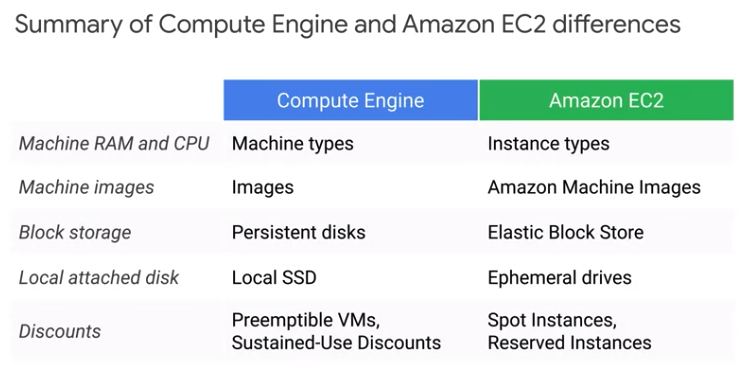 Summary of Compute Engine and Amazon EC2 differences
Compute Engine Amazon EC2
Machine RAM and CPU Machine types Instance types
Machine images Images Amazon Machine Images
Block storage Persistent disks Elastic Block Store
Local attached disk Local SSD Ephemeral drives
Discounts Preemptible VMs, Sustained-Use Discounts Spot Instances, Reserved Instances